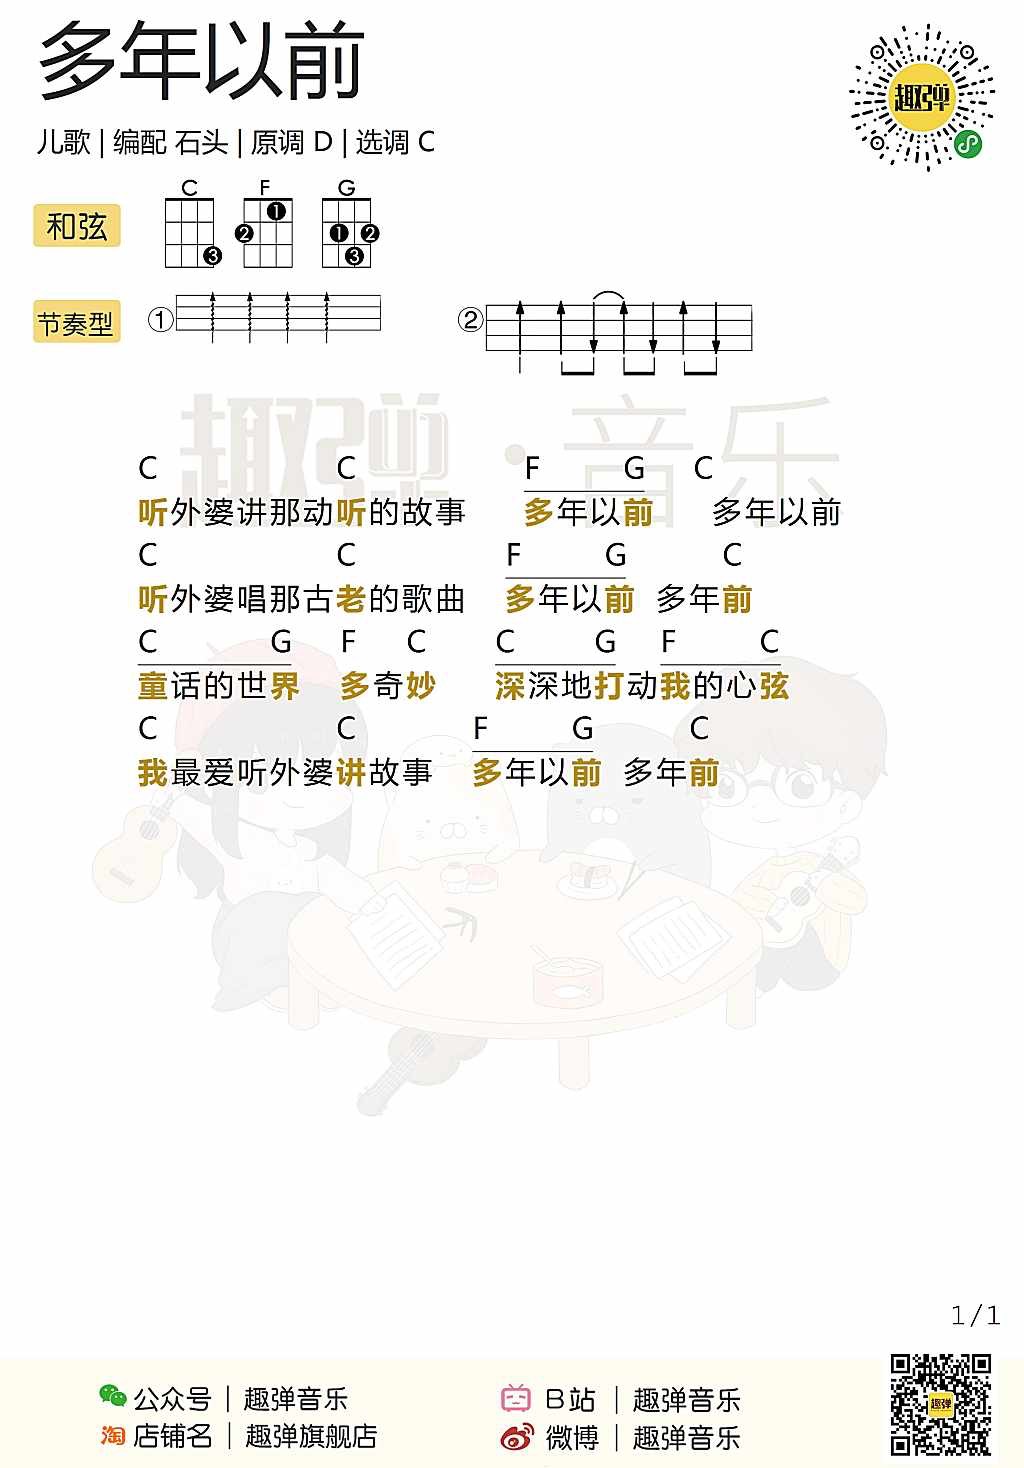 多年以前
趣弹
儿歌 | 编配 石头 | 原调 D | 选调 C
和弦
C F G
3 2 1 1 2 3
节奏型 ① ②
趣弹·音乐
C C F G C
听外婆讲那动听的故事 多年以前 多年以前
C C F G C
听外婆唱那古老的歌曲 多年以前 多年前
C G F C C G F C
童话的世界 多奇妙 深深地打动我的心弦
C C F G C
我最爱听外婆讲故事 多年以前 多年前
1/1
公众号 | 趣弹音乐 B站 | 趣弹音乐
淘 店铺名 | 趣弹旗舰店 微博 | 趣弹音乐
趣弹